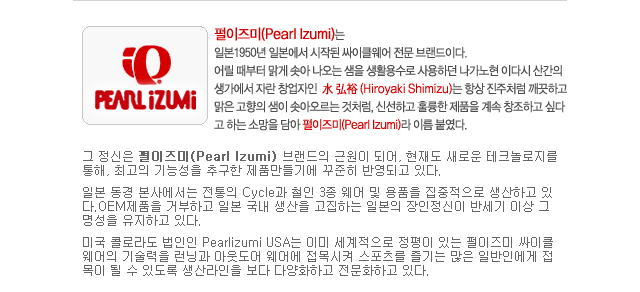 펄이즈미(Pearl Izumi)는
일본1950년 일본에서 시작된 싸이클웨어 전문 브랜드이다.
어릴 때부터 맑게 솟아 나오는 샘을 생활용수로 사용하던 나가노현 이다시 산간의
생가에서 자란 창업자인 水 弘裕 (Hiroyaki Shimizu)는 항상 진주처럼 깨끗하고
맑은 고향의 샘이 솟아오르는 것처럼, 신선하고 훌륭한 제품을 계속 창조하고 싶다
고 하는 소망을 담아 펄이즈미(Pearl Izumi)라 이름 붙였다.
PEARL iZUMi
그 정신은 펄이즈미(Pearl Izumi) 브랜드의 근원이 되어, 현재도 새로운 테크놀로지를
통해, 최고의 기능성을 추구한 제품만들기에 꾸준히 반영되고 있다.
일본 동경 본사에서는 전통의 Cycle과 철인 3종 웨어 및 용품을 집중적으로 생산하고 있
다.OEM제품을 거부하고 일본 국내 생산을 고집하는 일본의 장인정신이 반세기 이상 그
명성을 유지하고 있다.
미국 콜로라도 법인인 Pearlizumi USA는 이미 세계적으로 정평이 있는 펄이즈미 싸이클
웨어의 기술력을 런닝과 아웃도어 웨어에 접목시켜 스포츠를 즐기는 많은 일반인에게 접
목이 될 수 있도록 생산라인을 보다 다양화하고 전문화하고 있다.